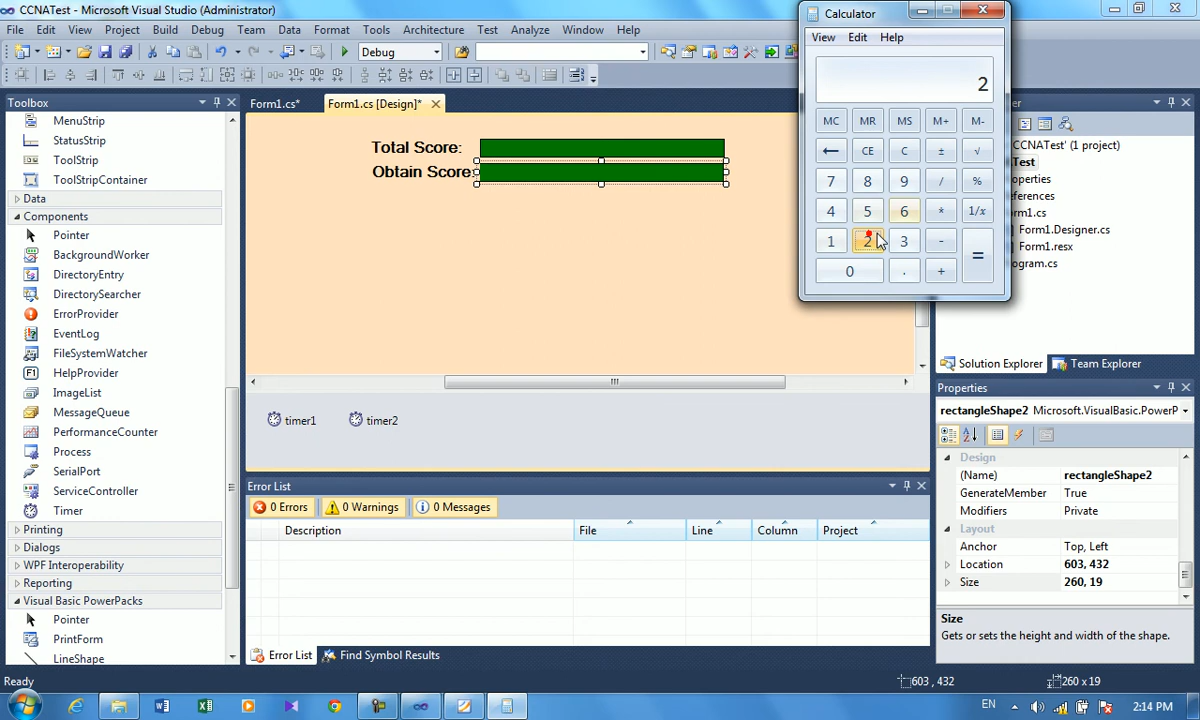 CCNATest - Microsoft Visual Studio (Administrator)
File Edit View Project Build Debug Team Data Format Tools Architecture Test Analyze Window Help
Debug
Toolbox
MenuStrip
StatusStrip
ToolStrip
ToolStripContainer
Data
Components
Pointer
BackgroundWorker
DirectoryEntry
DirectorySearcher
ErrorProvider
EventLog
FileSystemWatcher
HelpProvider
ImageList
MessageQueue
PerformanceCounter
Process
SerialPort
ServiceController
Timer
Printing
Dialogs
WPF Interoperability
Reporting
Visual Basic PowerPacks
Pointer
PrintForm
LineShape
Form1.cs*
Form1.cs [Design]*
Total Score:
Obtain Score:
timer1
timer2
Error List
0 Errors
0 Warnings
0 Messages
Description File Line Column Project
Error List
Find Symbol Results
Calculator
View Edit Help
2
MC MR MS M+ M-
← CE C ± √
7 8 9 / %
4 5 6 * 1/x
1 2 3 - =
0 . +
CCNATest' (1 project)
Test
operties
eferences
rm1.cs
Form1.Designer.cs
Form1.resx
ogram.cs
Solution Explorer
Team Explorer
Properties
rectangleShape2 Microsoft.VisualBasic.PowerP
Design
(Name) rectangleShape2
GenerateMember True
Modifiers Private
Layout
Anchor Top, Left
Location 603, 432
Size 260, 19
Size
Gets or sets the height and width of the shape.
Ready
603 , 432
260 x 19
EN
2:14 PM